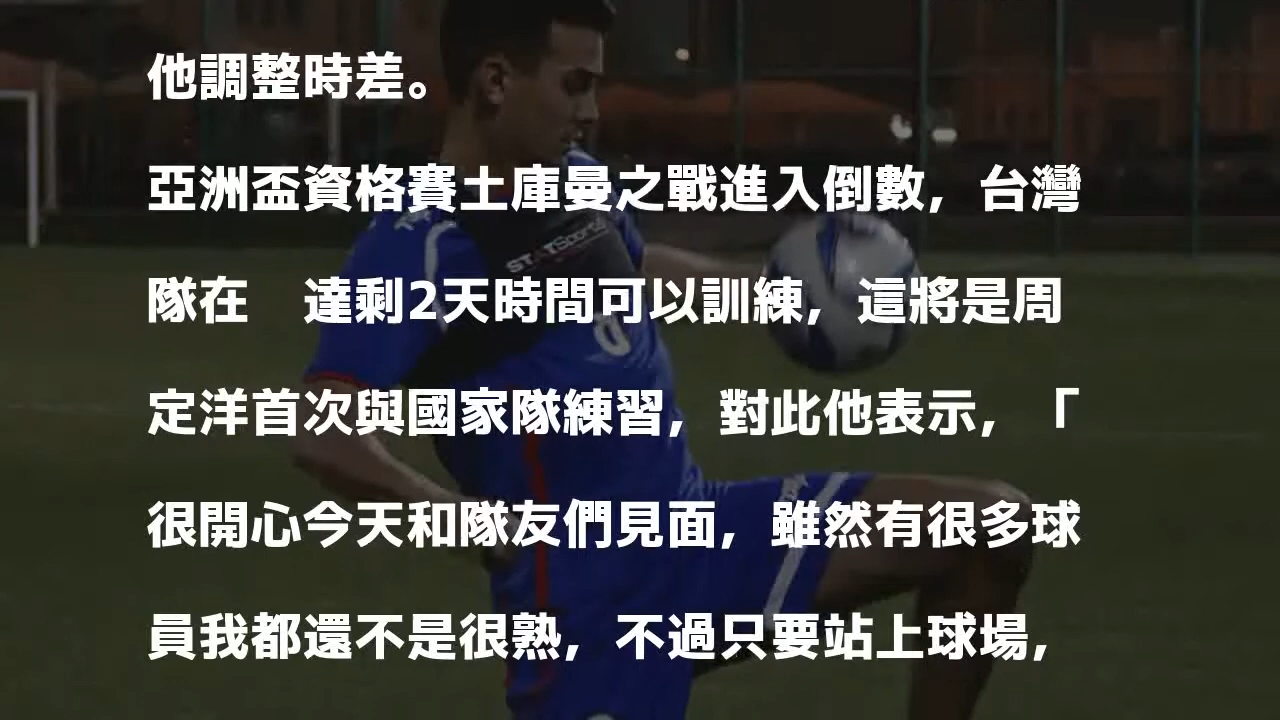 他調整時差。
亞洲盃資格賽土庫曼之戰進入倒數，台灣
隊在　達剩2天時間可以訓練，這將是周
定洋首次與國家隊練習，對此他表示，「
很開心今天和隊友們見面，雖然有很多球
員我都還不是很熟，不過只要站上球場，
STATSports